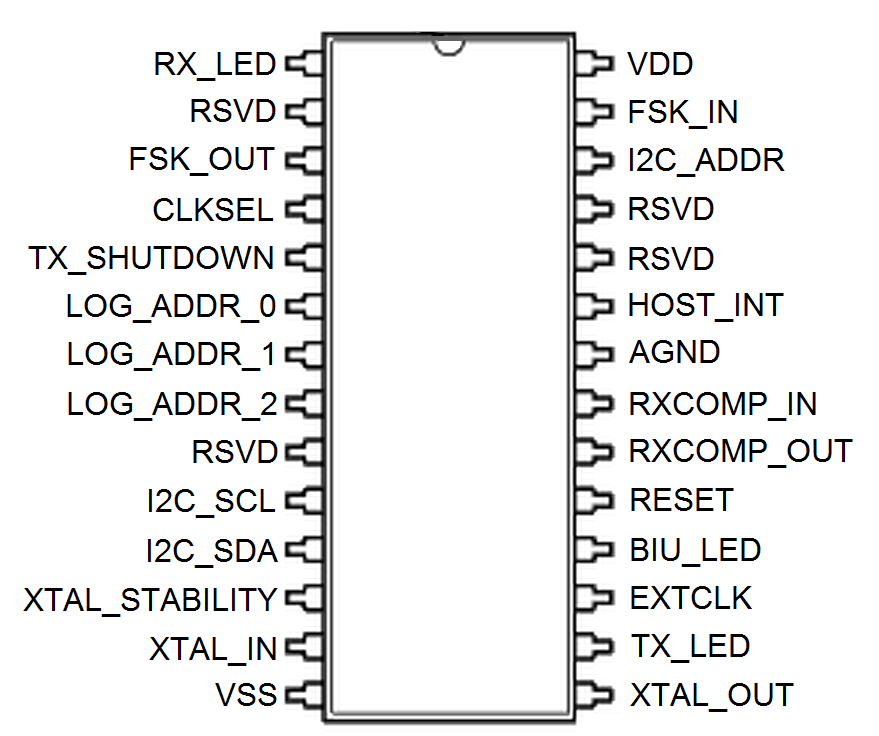 RX_LED VDD
RSVD FSK_IN
FSK_OUT I2C_ADDR
CLKSEL RSVD
TX_SHUTDOWN RSVD
LOG_ADDR_0 HOST_INT
LOG_ADDR_1 AGND
LOG_ADDR_2 RXCOMP_IN
RSVD RXCOMP_OUT
I2C_SCL RESET
I2C_SDA BIU_LED
XTAL_STABILITY EXTCLK
XTAL_IN TX_LED
VSS XTAL_OUT